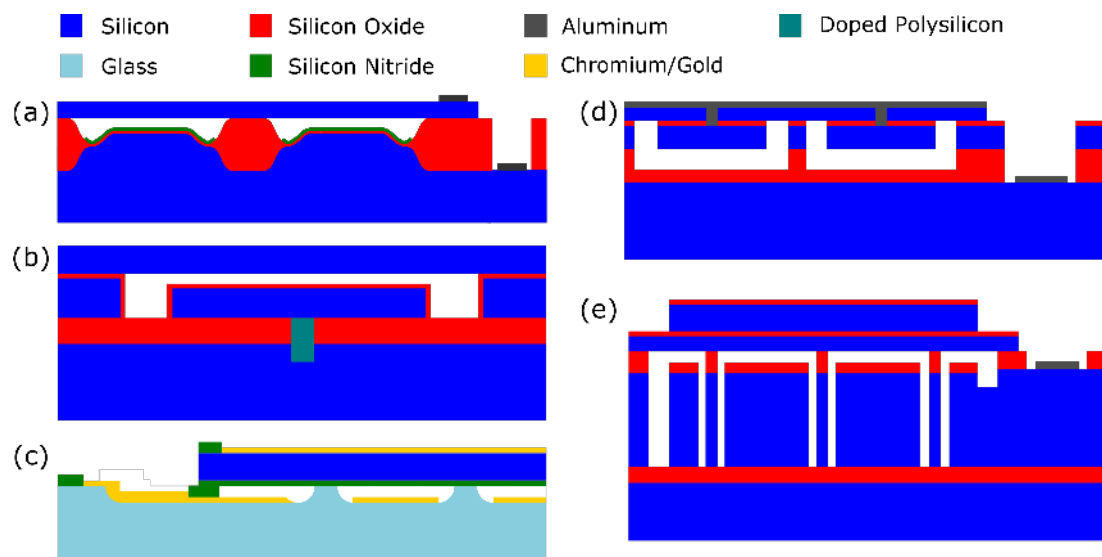 Silicon Silicon Oxide Aluminum Doped Polysilicon
Glass Silicon Nitride Chromium/Gold
(a)
(b)
(c)
(d)
(e)